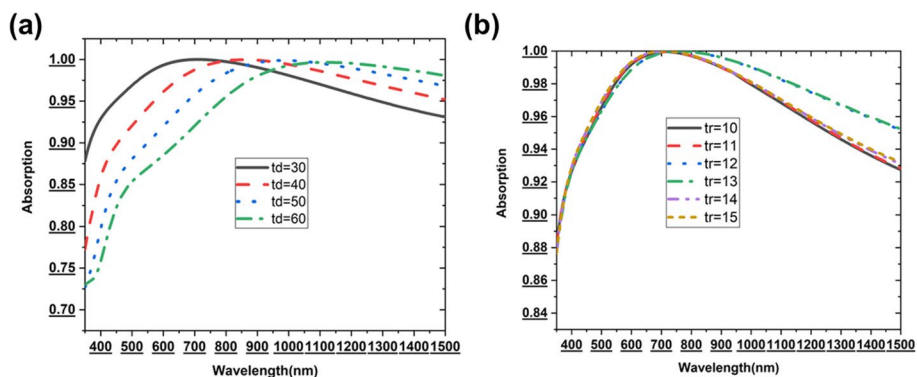 (a)
1.00
0.95
0.90
0.85
0.80
0.75
0.70
Absorption
td=30
td=40
td=50
td=60
400 500 600 700 800 900 1000 1100 1200 1300 1400 1500
Wavelength(nm)
(b)
1.00
0.98
0.96
0.94
0.92
0.90
0.88
0.86
0.84
Absorption
tr=10
tr=11
tr=12
tr=13
tr=14
tr=15
400 500 600 700 800 900 1000 1100 1200 1300 1400 1500
Wavelength(nm)